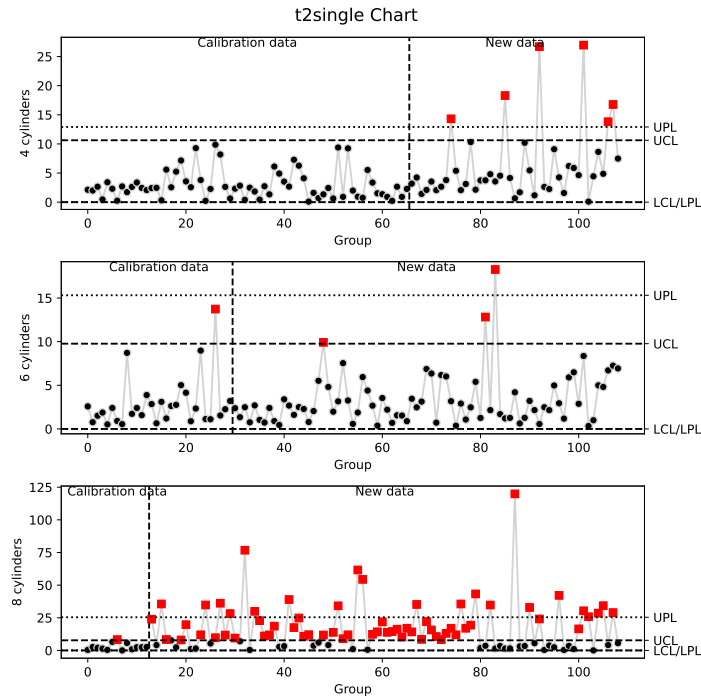 t2single Chart
Calibration data
New data
4 cylinders
25
20
15
10
5
0
UPL
UCL
LCL/LPL
0
20
40
60
80
100
Group
Calibration data
New data
6 cylinders
15
10
5
0
UPL
UCL
LCL/LPL
0
20
40
60
80
100
Group
Calibration data
New data
8 cylinders
125
100
75
50
25
0
UPL
UCL
LCL/LPL
0
20
40
60
80
100
Group